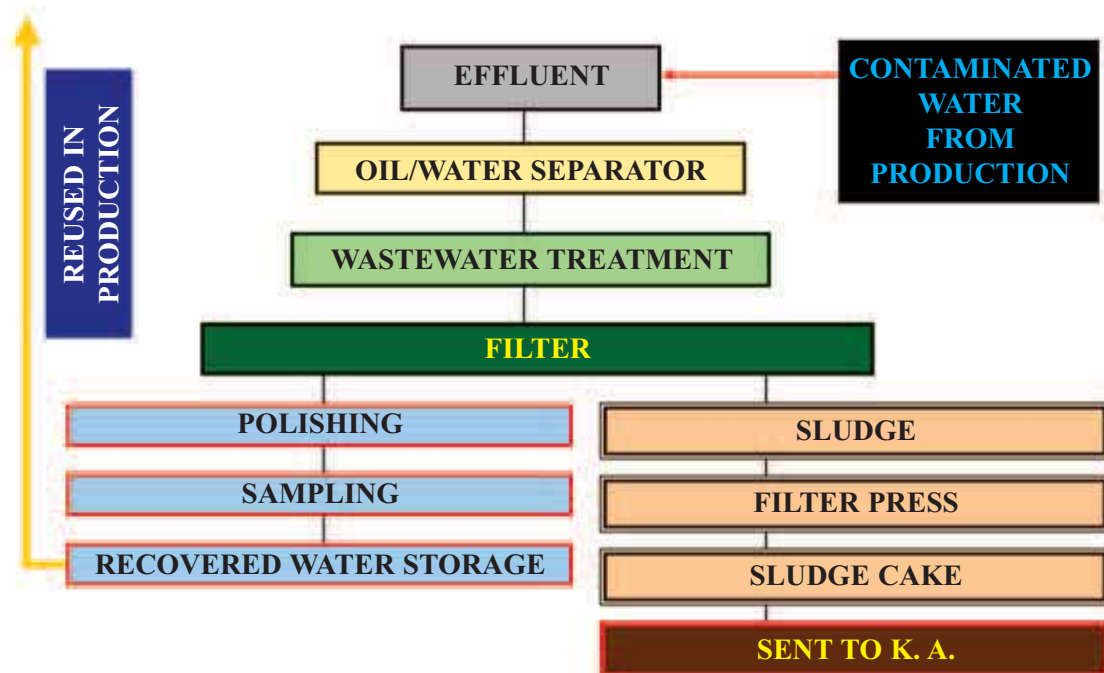 EFFLUENT
CONTAMINATED
WATER
FROM
PRODUCTION
REUSED IN
PRODUCTION
OIL/WATER SEPARATOR
WASTEWATER TREATMENT
FILTER
POLISHING
SAMPLING
RECOVERED WATER STORAGE
SLUDGE
FILTER PRESS
SLUDGE CAKE
SENT TO K. A.